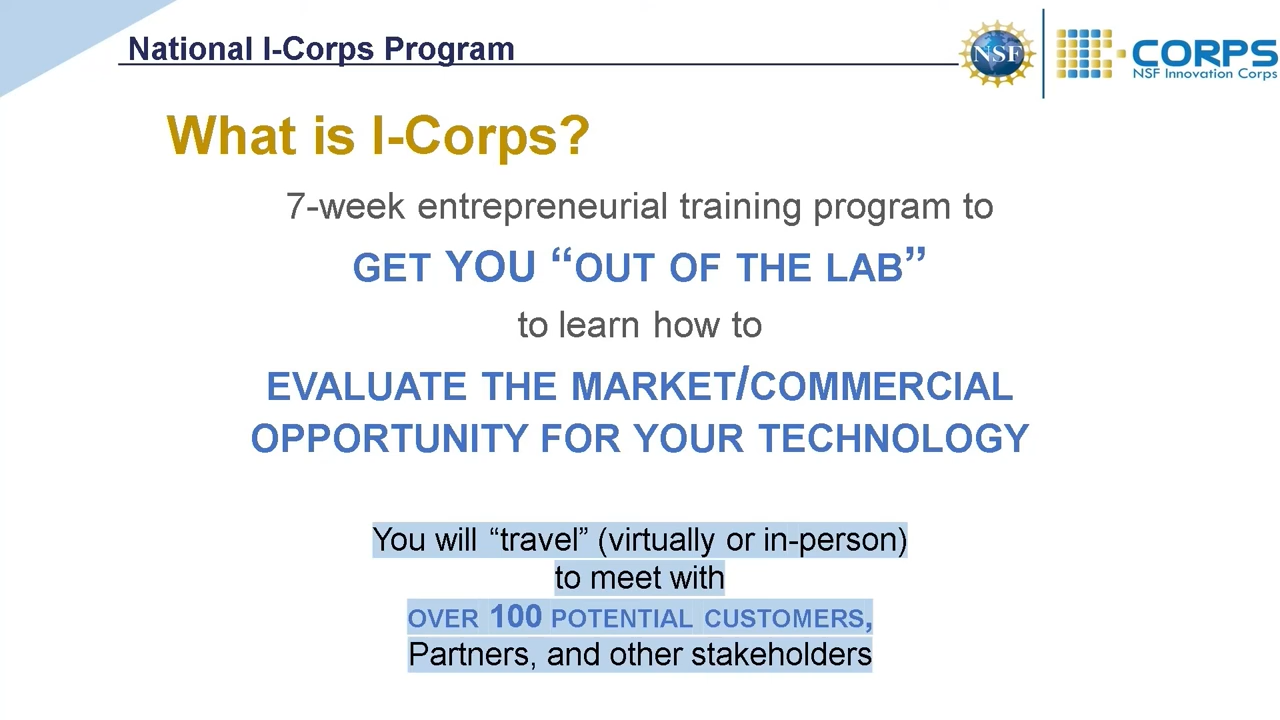 National I-Corps Program
NSF
CORPS
NSF Innovation Corps
What is I-Corps?
7-week entrepreneurial training program to
GET YOU “OUT OF THE LAB”
to learn how to
EVALUATE THE MARKET/COMMERCIAL
OPPORTUNITY FOR YOUR TECHNOLOGY
You will “travel” (virtually or in-person)
to meet with
OVER 100 POTENTIAL CUSTOMERS,
Partners, and other stakeholders